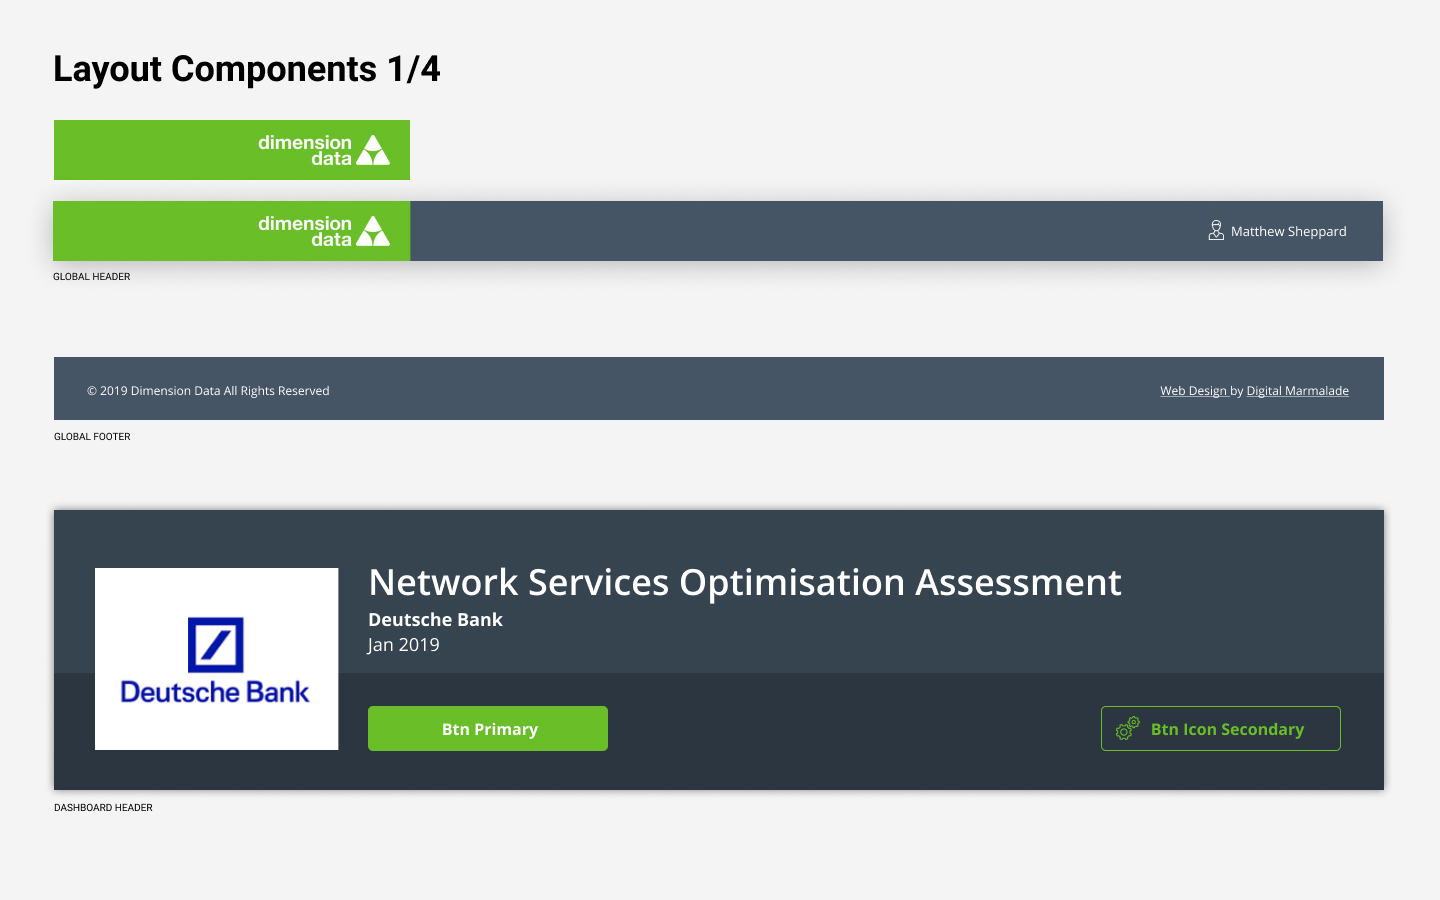 Layout Components 1/4
dimension
data
dimension
data
Matthew Sheppard
GLOBAL HEADER
© 2019 Dimension Data All Rights Reserved
Web Design by Digital Marmalade
GLOBAL FOOTER
Network Services Optimisation Assessment
Deutsche Bank
Jan 2019
Deutsche Bank
Btn Primary
Btn Icon Secondary
DASHBOARD HEADER